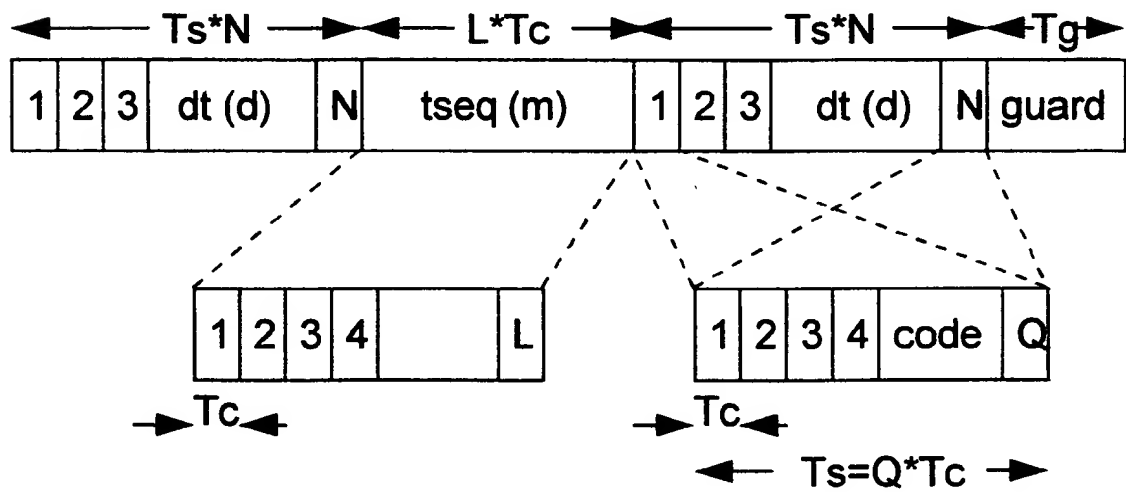 Ts*N L*Tc Ts*N Tg
1 2 3 dt (d) N tseq (m) 1 2 3 dt (d) N guard
1 2 3 4 L 1 2 3 4 code Q
Tc Tc
Ts=Q*Tc